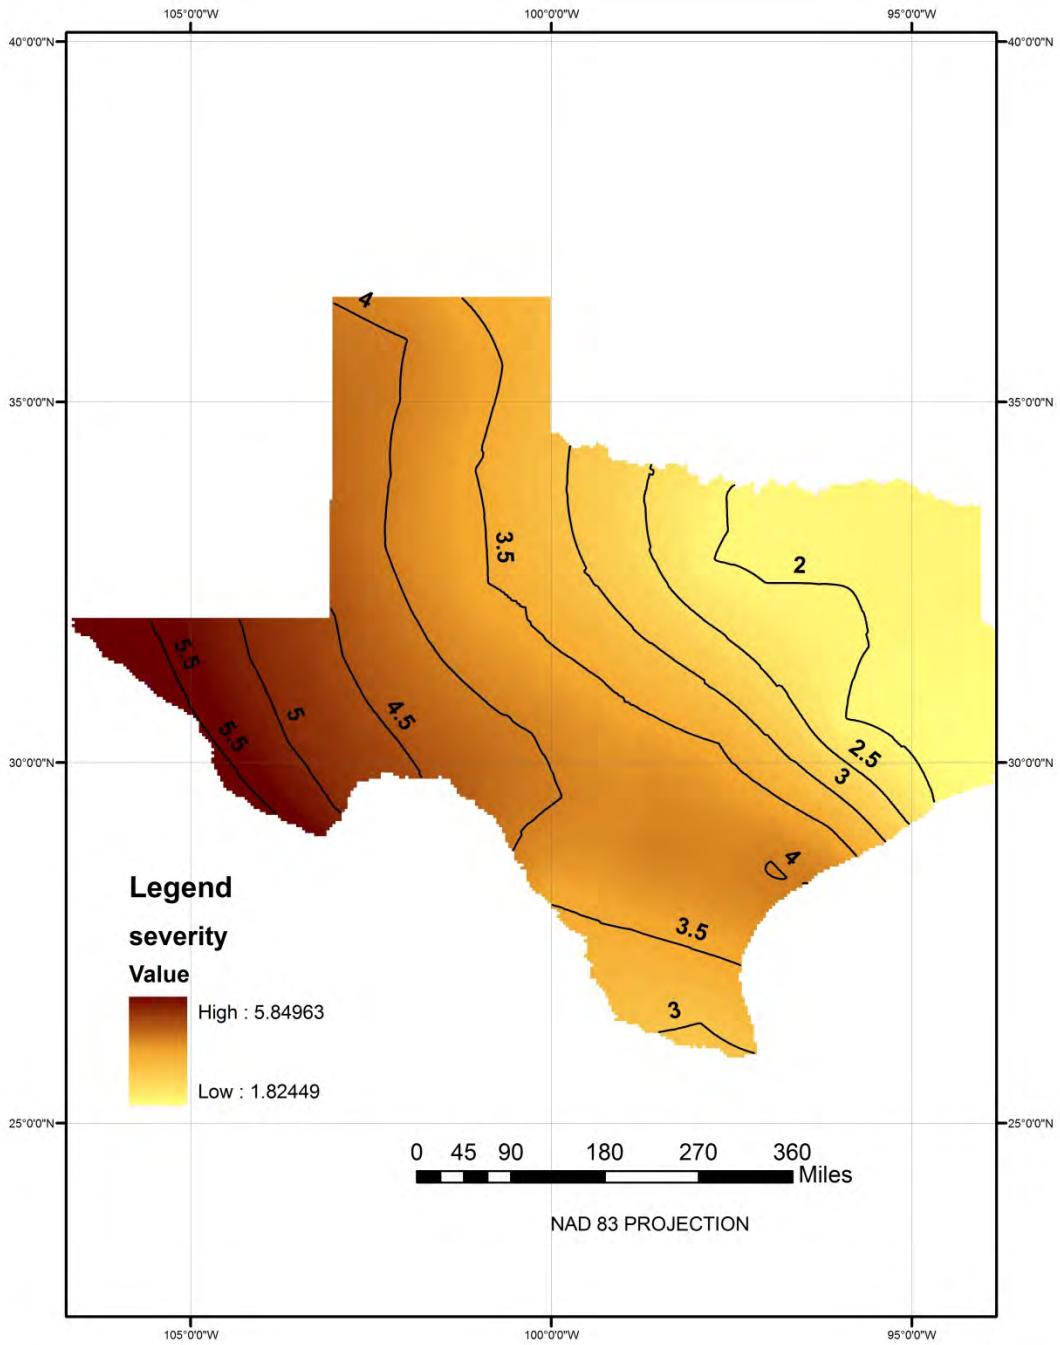 105°0'0"W 100°0'0"W 95°0'0"W
40°0'0"N 40°0'0"N
4
35°0'0"N 35°0'0"N
3.5
2
5.5
5.5
5
4.5
2.5
3
30°0'0"N 30°0'0"N
4
3.5
3
Legend
severity
Value
High : 5.84963
Low : 1.82449
25°0'0"N 25°0'0"N
0 45 90 180 270 360
Miles
NAD 83 PROJECTION
105°0'0"W 100°0'0"W 95°0'0"W